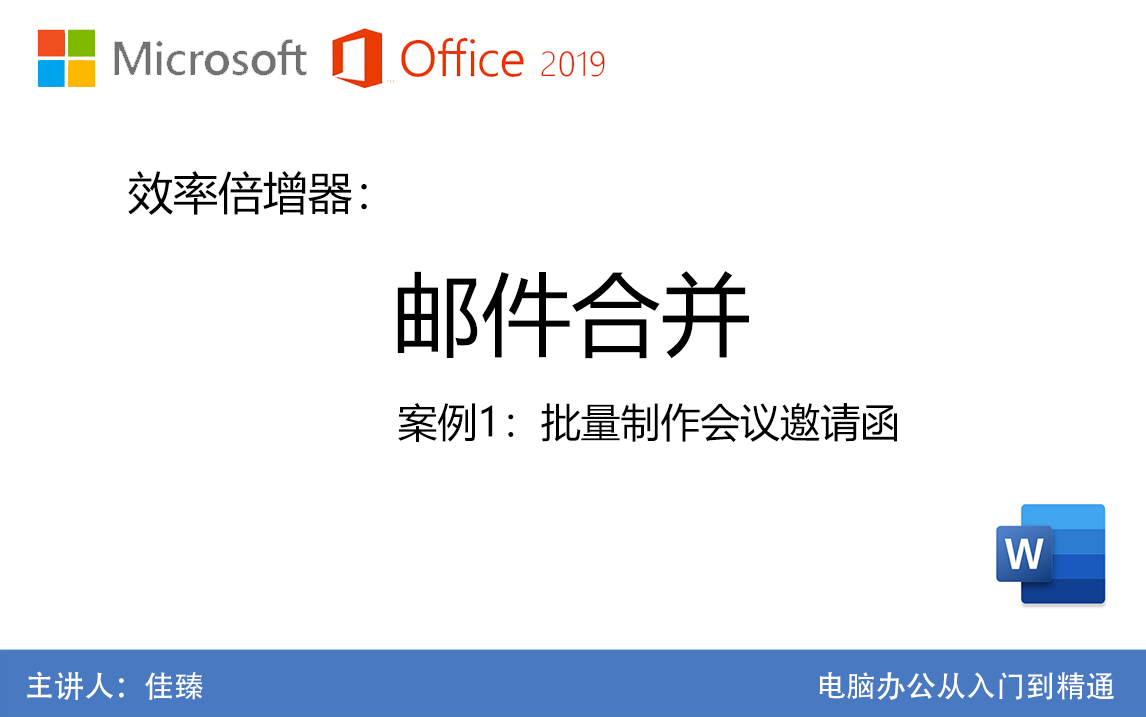 Microsoft Office 2019
效率倍增器：
邮件合并
案例1：批量制作会议邀请函
W
主讲人：佳臻 电脑办公从入门到精通